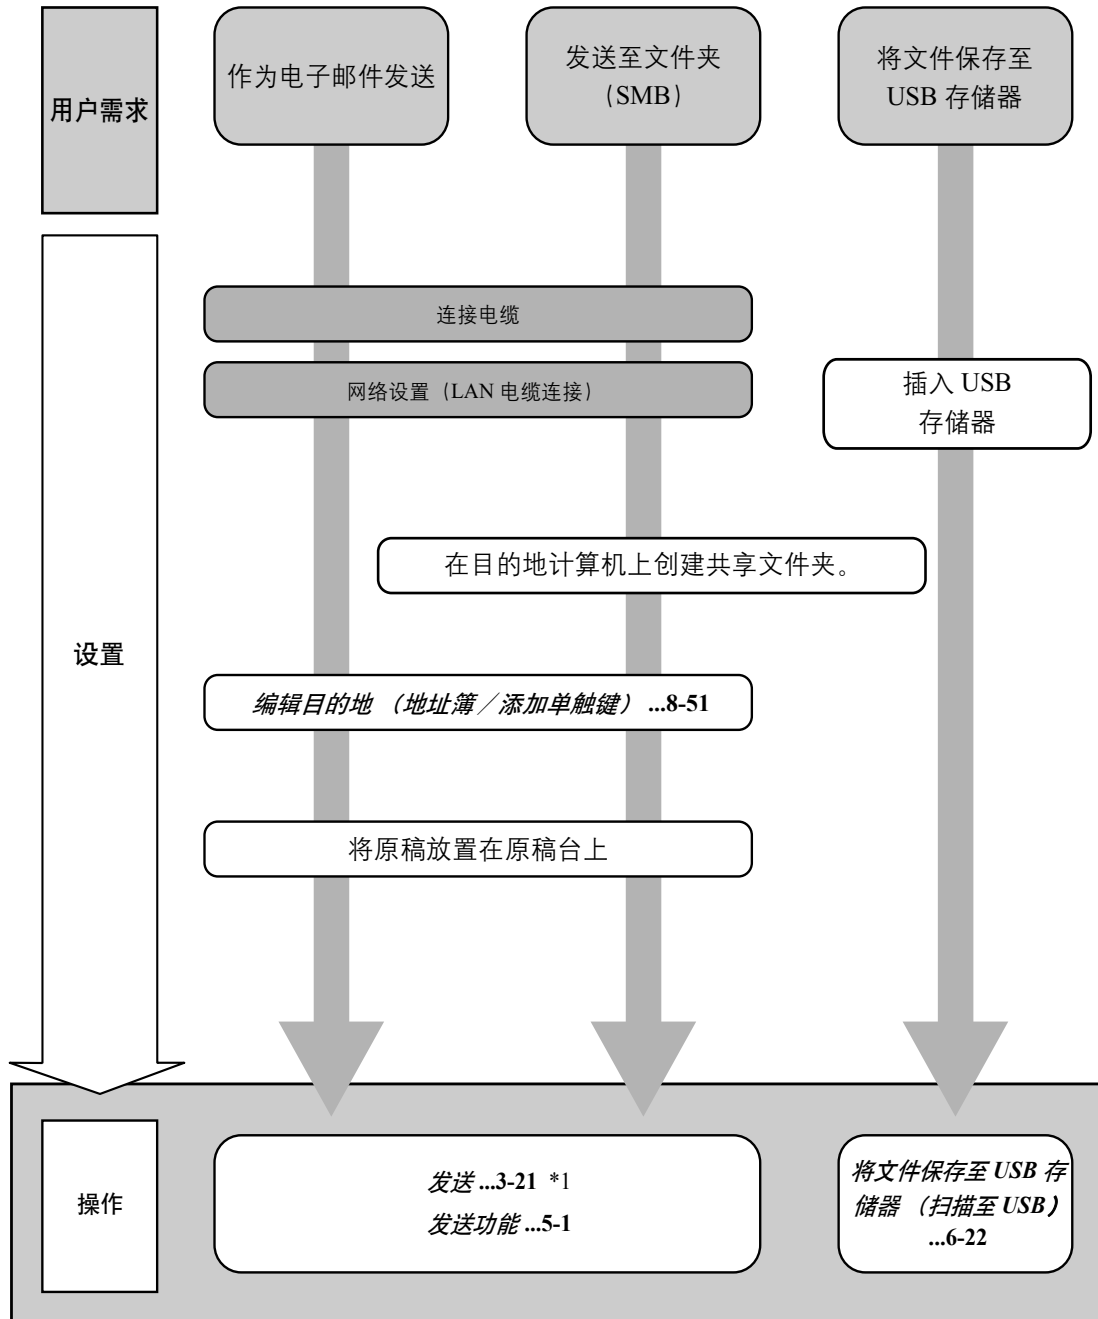 用户需求
作为电子邮件发送
发送至文件夹
（SMB）
将文件保存至
USB 存储器
设置
连接电缆
网络设置（LAN 电缆连接）
插入 USB
存储器
在目的地计算机上创建共享文件夹。
编辑目的地 （地址簿／添加单触键）...8-51
将原稿放置在原稿台上
操作
发送 ...3-21 *1
发送功能 ...5-1
将文件保存至 USB 存
储器 （扫描至 USB）
...6-22